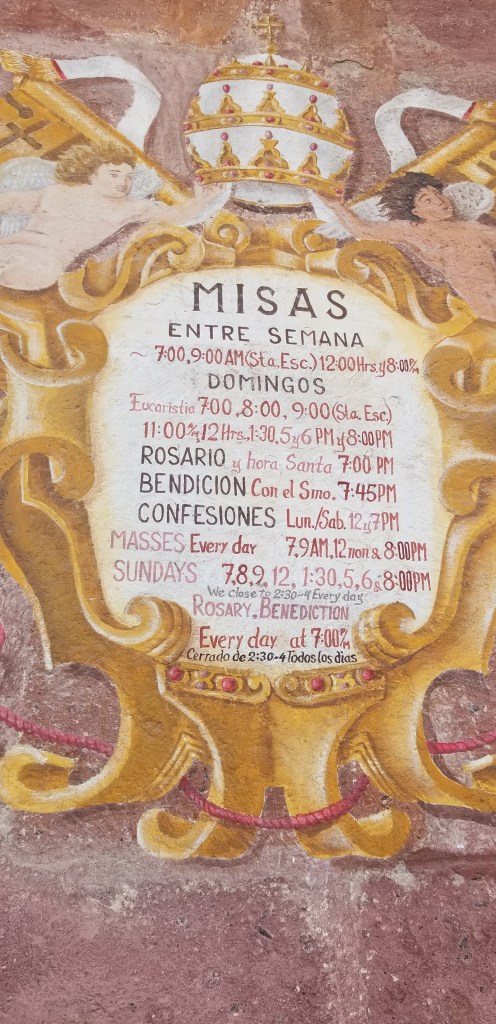 MISAS
ENTRE SEMANA
~ 7:00, 9:00 AM (Sta. Esc.) 12:00 Hrs. y 8:00 P/M
DOMINGOS
Eucaristia 7:00, 8:00, 9:00 (Sta. Esc.)
11:00 A/M, 12 Hrs., 1:30, 5 y 6 PM y 8:00 PM
ROSARIO y hora Santa 7:00 PM
BENDICION Con el Smo. 7:45 PM
CONFESIONES Lun./Sab. 12 y 7 PM
MASSES Every day 7, 9 AM, 12 non & 8:00 PM
SUNDAYS 7, 8, 9, 12, 1:30, 5, 6 & 8:00 PM
We close to 2:30-4 Every day
ROSARY, BENEDICTION
Every day at 7:00 P/M
Cerrado de 2:30-4 Todos los dias